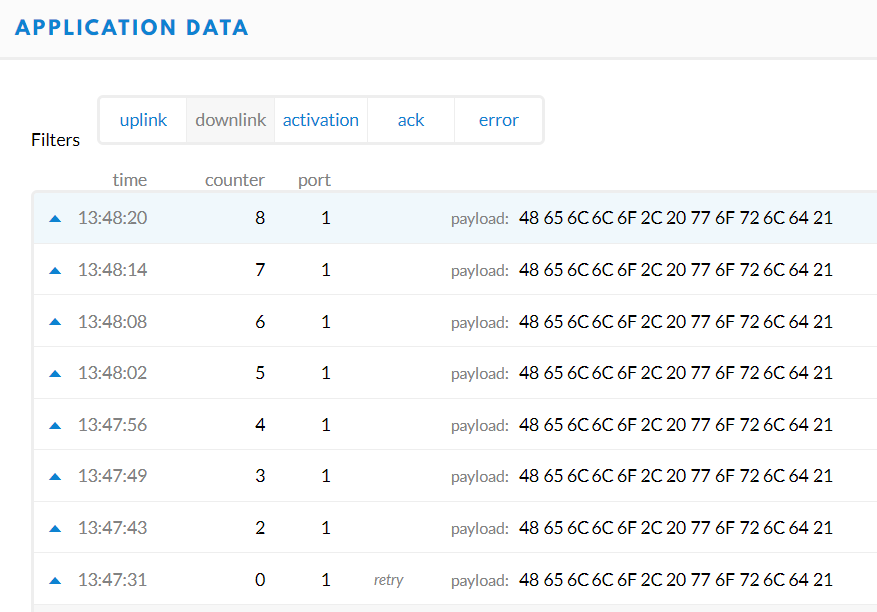 APPLICATION DATA
Filters uplink downlink activation ack error
time counter port
13:48:20 8 1 payload: 48 65 6C 6C 6F 2C 20 77 6F 72 6C 64 21
13:48:14 7 1 payload: 48 65 6C 6C 6F 2C 20 77 6F 72 6C 64 21
13:48:08 6 1 payload: 48 65 6C 6C 6F 2C 20 77 6F 72 6C 64 21
13:48:02 5 1 payload: 48 65 6C 6C 6F 2C 20 77 6F 72 6C 64 21
13:47:56 4 1 payload: 48 65 6C 6C 6F 2C 20 77 6F 72 6C 64 21
13:47:49 3 1 payload: 48 65 6C 6C 6F 2C 20 77 6F 72 6C 64 21
13:47:43 2 1 payload: 48 65 6C 6C 6F 2C 20 77 6F 72 6C 64 21
13:47:31 0 1 retry payload: 48 65 6C 6C 6F 2C 20 77 6F 72 6C 64 21